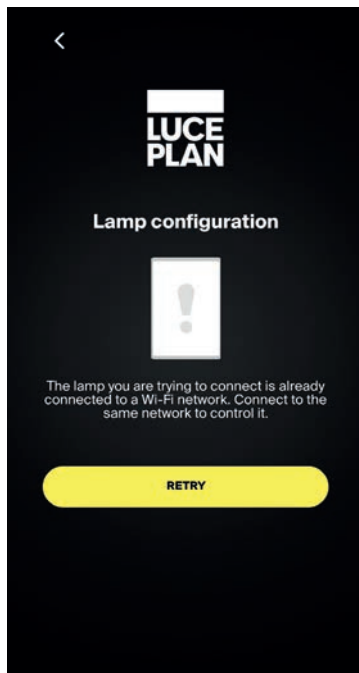 LUCE
PLAN
Lamp configuration
The lamp you are trying to connect is already
connected to a Wi-Fi network. Connect to the
same network to control it.
RETRY